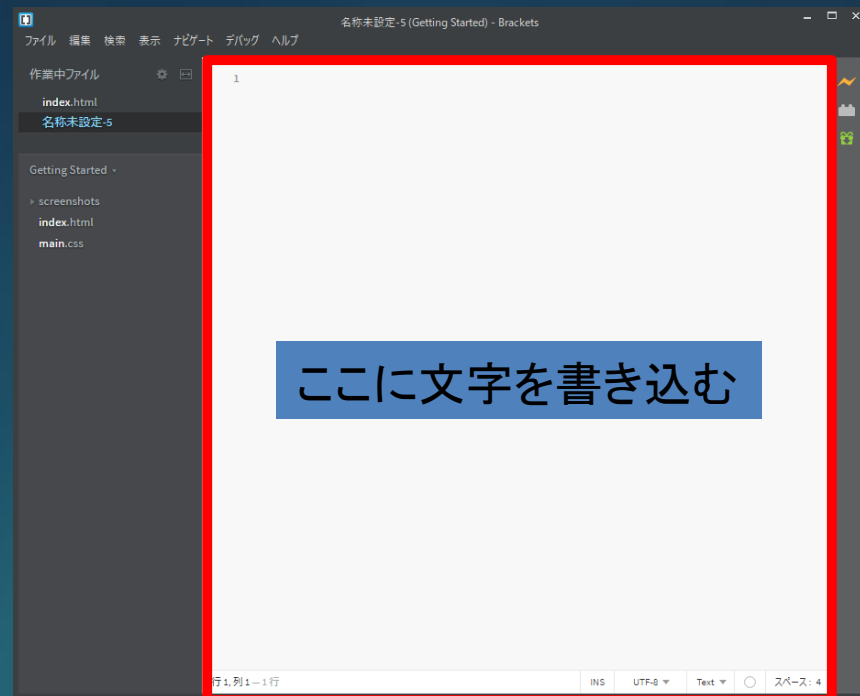 名称未設定-5 (Getting Started) - Brackets
ファイル 編集 検索 表示 ナビゲート デバッグ ヘルプ
作業中ファイル
index.html
名称未設定-5
Getting Started
screenshots
index.html
main.css
1
ここに文字を書き込む
行 1, 列 1 — 1 行 INS UTF-8 Text スペース: 4